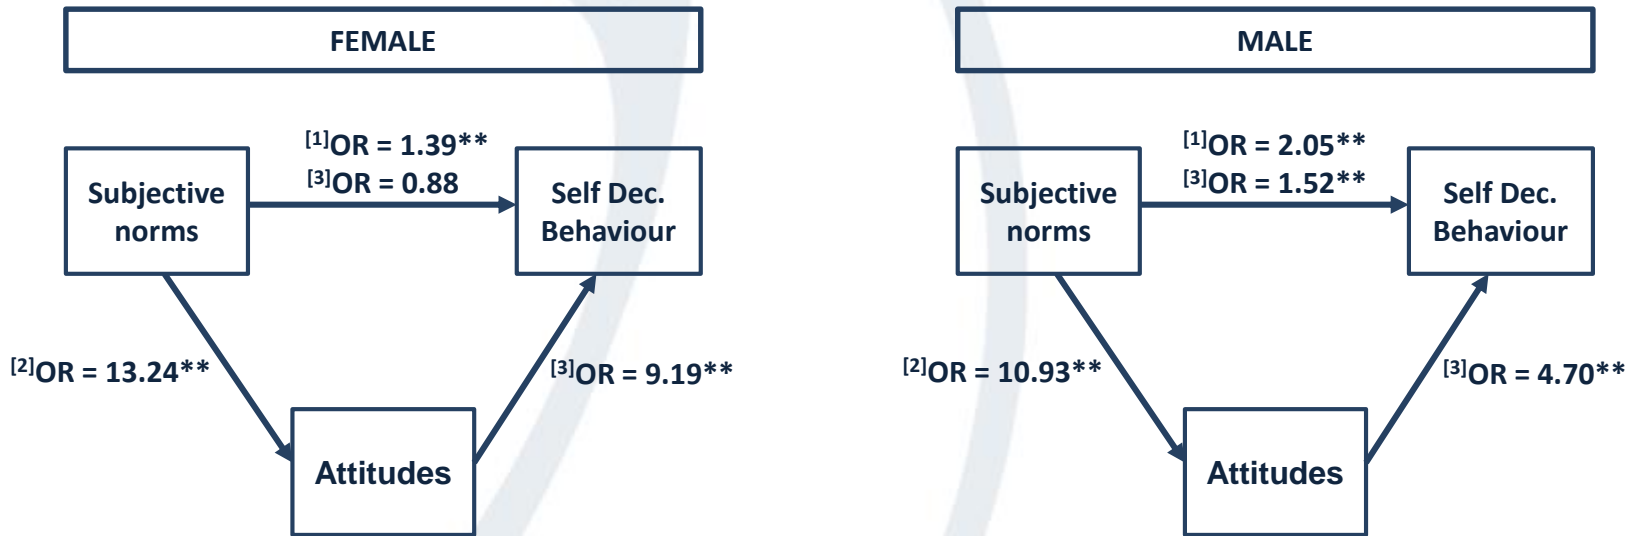 FEMALE
[1]OR = 1.39**
[3]OR = 0.88
Subjective
norms
Self Dec.
Behaviour
[2]OR = 13.24**
[3]OR = 9.19**
Attitudes
MALE
[1]OR = 2.05**
[3]OR = 1.52**
Subjective
norms
Self Dec.
Behaviour
[2]OR = 10.93**
[3]OR = 4.70**
Attitudes